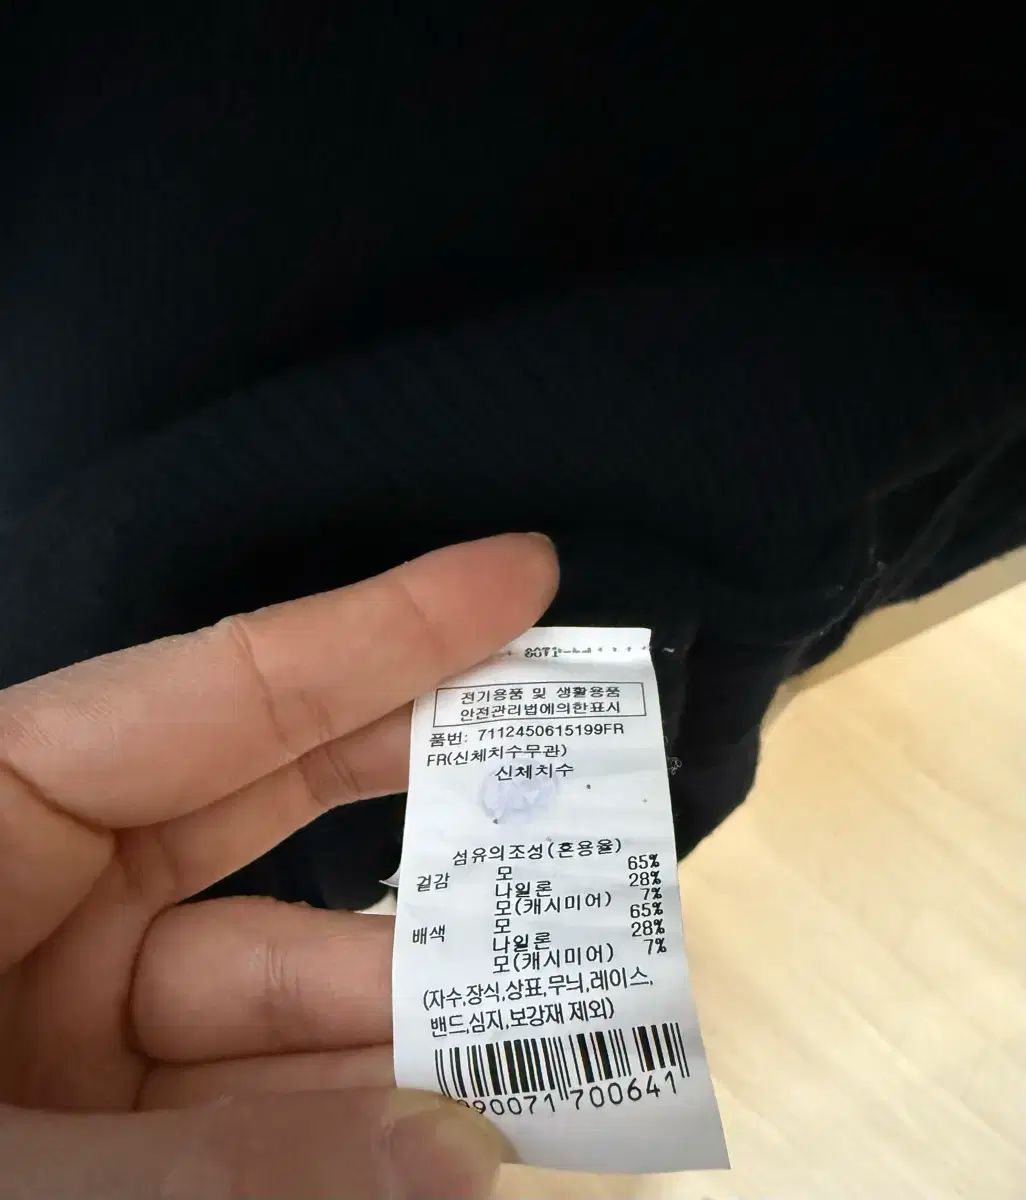 전기용품 및 생활용품
안전관리법에의한표시
품번: 7112450615199FR
FR(신체치수무관)
신체치수
섬유의조성(혼용율)
겉감 모 65%
나일론 28%
모(캐시미어) 7%
배색 모 65%
나일론 28%
모(캐시미어) 7%
(자수,장식,상표,무늬,레이스,
밴드,심지,보강재 제외)
90071 700641